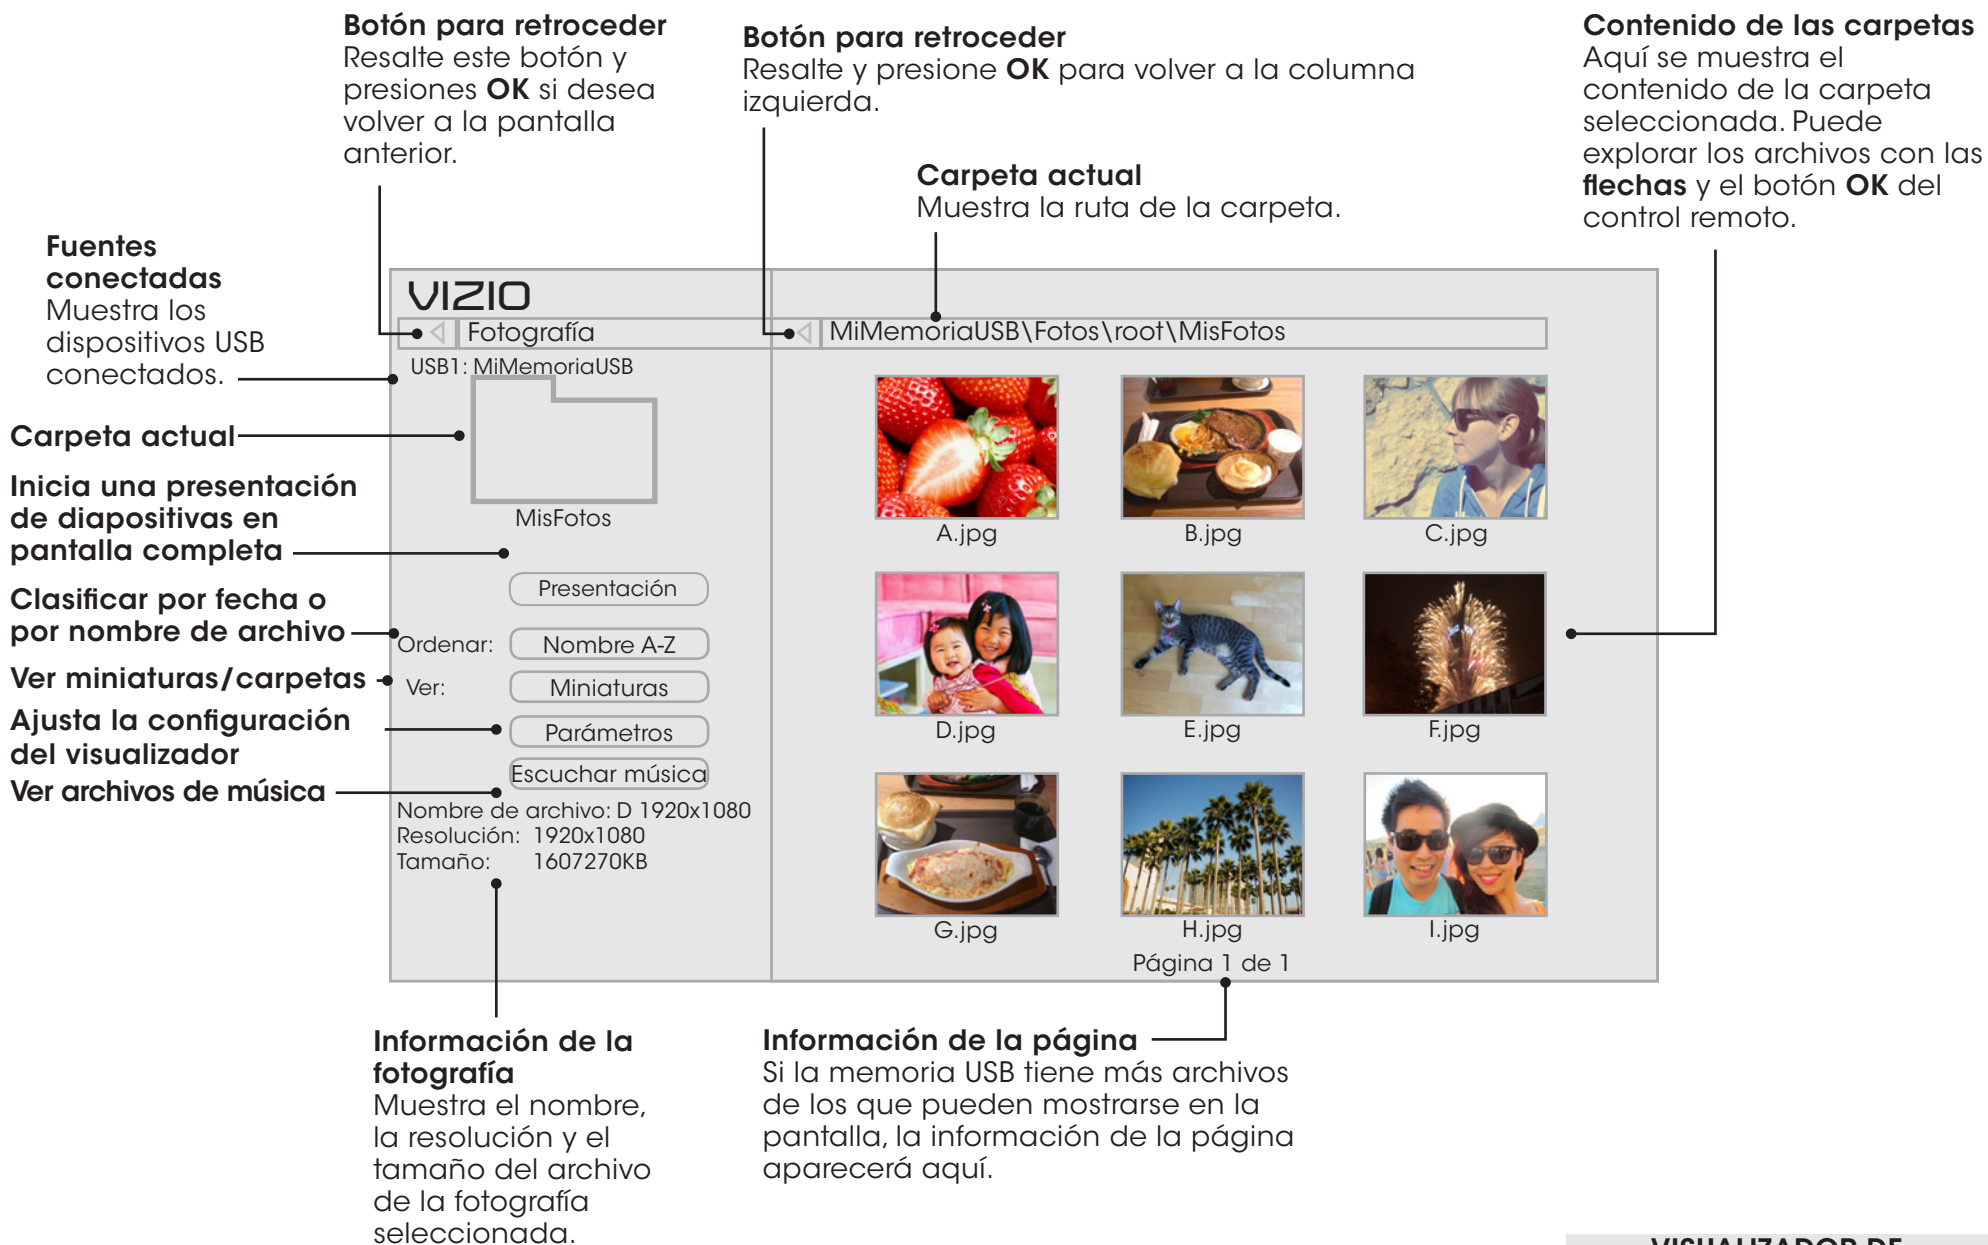 Botón para retroceder
Resalte este botón y
presiones OK si desea
volver a la pantalla
anterior.
Botón para retroceder
Resalte y presione OK para volver a la columna
izquierda.
Carpeta actual
Muestra la ruta de la carpeta.
Contenido de las carpetas
Aquí se muestra el
contenido de la carpeta
seleccionada. Puede
explorar los archivos con las
flechas y el botón OK del
control remoto.
Fuentes
conectadas
Muestra los
dispositivos USB
conectados.
Carpeta actual
Inicia una presentación
de diapositivas en
pantalla completa
Clasificar por fecha o
por nombre de archivo
Ver miniaturas/carpetas
Ajusta la configuración
del visualizador
Ver archivos de música
VIZIO
Fotografía
USB1: MiMemoriaUSB
MisFotos
Presentación
Ordenar: Nombre A-Z
Ver: Miniaturas
Parámetros
Escuchar música
Nombre de archivo: D 1920x1080
Resolución: 1920x1080
Tamaño: 1607270KB
MiMemoriaUSB\Fotos\root\MisFotos
A.jpg B.jpg C.jpg
D.jpg E.jpg F.jpg
G.jpg H.jpg I.jpg
Página 1 de 1
Información de la
fotografía
Muestra el nombre,
la resolución y el
tamaño del archivo
de la fotografía
seleccionada.
Información de la página
Si la memoria USB tiene más archivos
de los que pueden mostrarse en la
pantalla, la información de la página
aparecerá aquí.
VISUALIZADOR DE